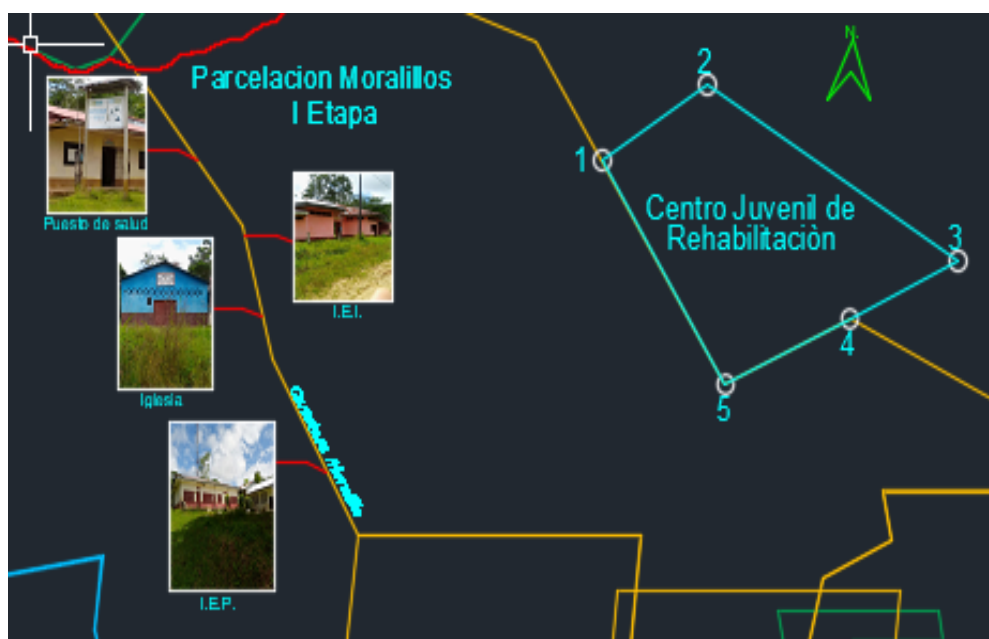 N.
Parcelacion Moralillos
I Etapa
2
1
Puesto de salud
Centro Juvenil de
Rehabilitaciòn
3
I.E.I.
4
Iglesia
5
I.E.P.